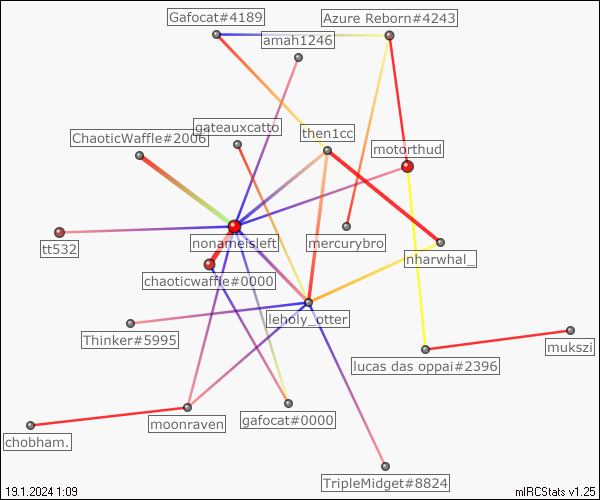 Gafocat#4189
Azure Reborn#4243
amah1246
gateauxcatto
then1cc
ChaoticWaffle#2006
motorthud
tt532
nonameisleft
mercurybro
nharwhal_
chaoticwaffle#0000
leholy_otter
Thinker#5995
mukszi
lucas das oppai#2396
moonraven
gafocat#0000
chobham.
TripleMidget#8824
19.1.2024 1:09
mIRCStats v1.25